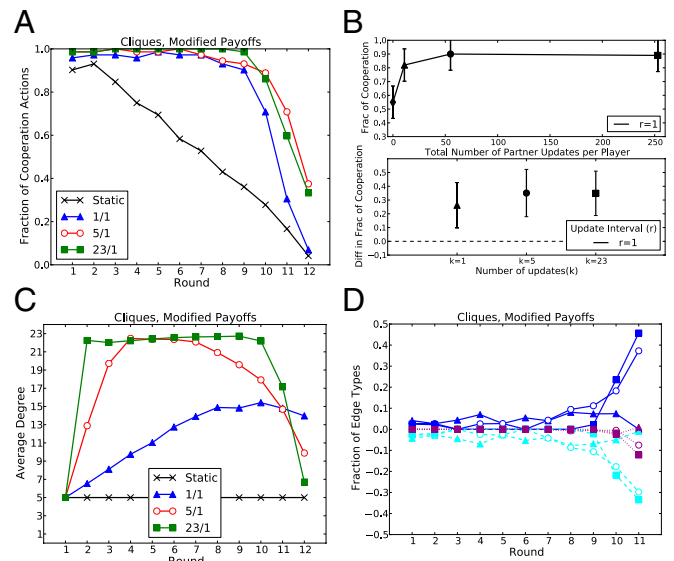 A
Cliques, Modified Payoffs
Fraction of Cooperation Actions
1.0
0.8
0.6
0.4
0.2
0.0
Static
1/1
5/1
23/1
1 2 3 4 5 6 7 8 9 10 11 12
Round
B
Frac of Cooperation
1.0
0.9
0.8
0.7
0.6
0.5
0.4
0.3
r=1
0 50 100 150 200 250
Total Number of Partner Updates per Player
Diff in Frac of Cooperation
0.5
0.4
0.3
0.2
0.1
0.0
−0.1
Update Interval (r)
r=1
k=1 k=5 k=23
Number of updates(k)
C
Cliques, Modified Payoffs
Average Degree
23
21
19
17
15
13
11
9
7
5
3
1
Static
1/1
5/1
23/1
1 2 3 4 5 6 7 8 9 10 11 12
Round
D
Cliques, Modified Payoffs
Fraction of Edge Types
0.5
0.4
0.3
0.2
0.1
0.0
−0.1
−0.2
−0.3
−0.4
−0.5
1 2 3 4 5 6 7 8 9 10 11
Round